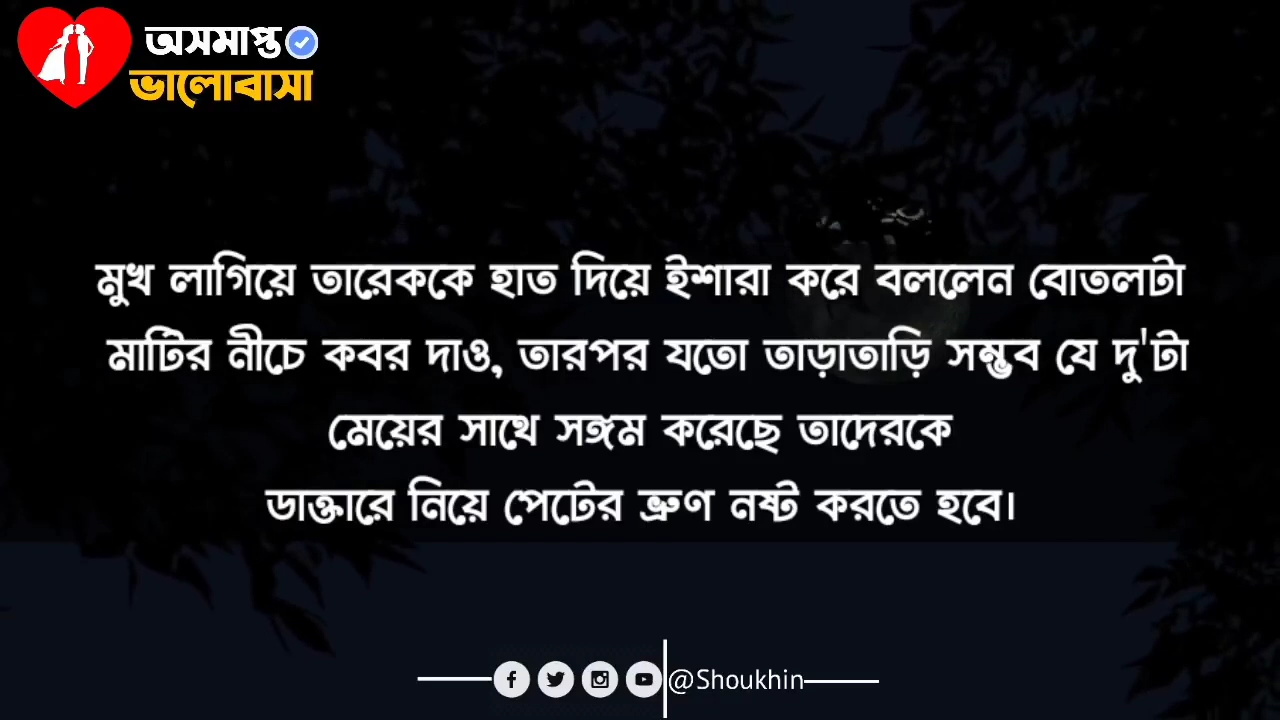 অসমাপ্ত
ভালোবাসা
মুখ লাগিয়ে তারেককে হাত দিয়ে ইশারা করে বললেন বোতলটা
মাটির নীচে কবর দাও, তারপর যতো তাড়াতাড়ি সম্ভব যে দু'টা
মেয়ের সাথে সঙ্গম করেছে তাদেরকে
ডাক্তারে নিয়ে পেটের ভ্রুণ নষ্ট করতে হবে।
@Shoukhin